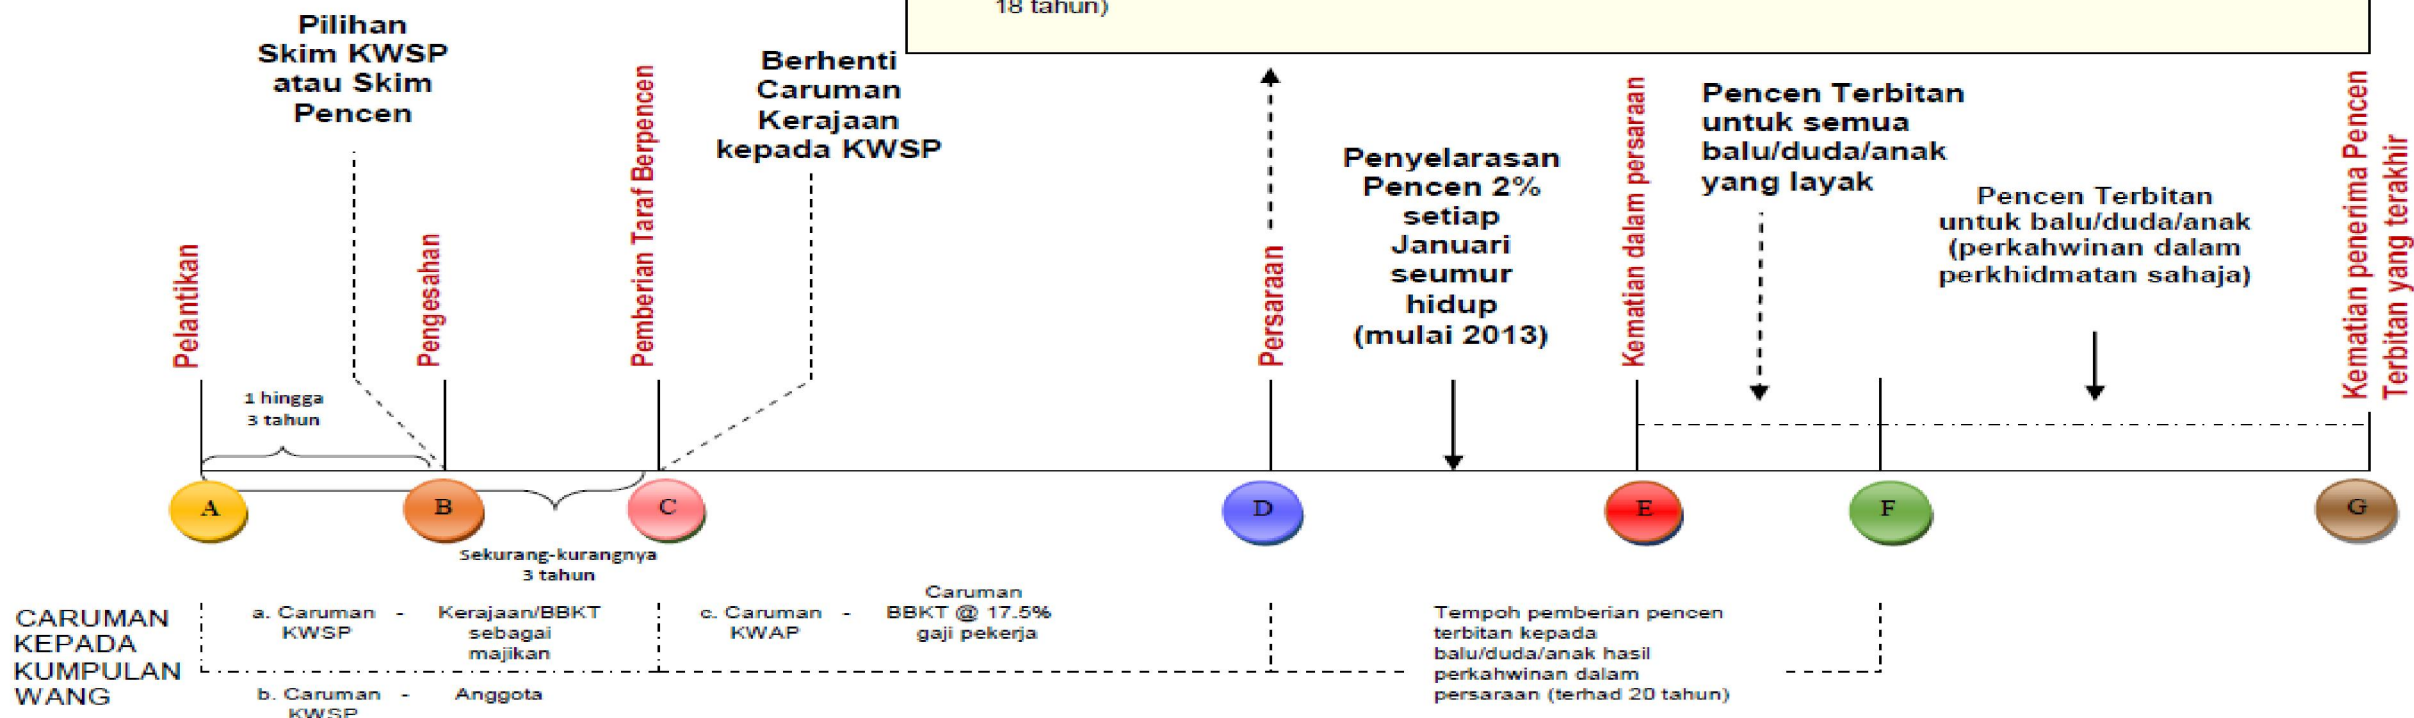 18 tahun)
Pilihan
Skim KWSP
atau Skim
Pencen
Berhenti
Caruman
Kerajaan
kepada KWSP
Penyelarasan
Pencen 2%
setiap
Januari
seumur
hidup
(mulai 2013)
Pencen Terbitan
untuk semua
balu/duda/anak
yang layak
Pencen Terbitan
untuk balu/duda/anak
(perkahwinan dalam
perkhidmatan sahaja)
Pelantikan
Pengesahan
Pemberian Taraf Berpencen
Persaraan
Kematian dalam persaraan
Kematian penerima Pencen
Terbitan yang terakhir
1 hingga
3 tahun
A
B
C
D
E
F
G
Sekurang-kurangnya
3 tahun
CARUMAN
KEPADA
KUMPULAN
WANG
a. Caruman - Kerajaan/BBKT
KWSP sebagai
majikan
b. Caruman - Anggota
KWSP
Caruman
c. Caruman - BBKT @ 17.5%
KWAP gaji pekerja
Tempoh pemberian pencen
terbitan kepada
balu/duda/anak hasil
perkahwinan dalam
persaraan (terhad 20 tahun)